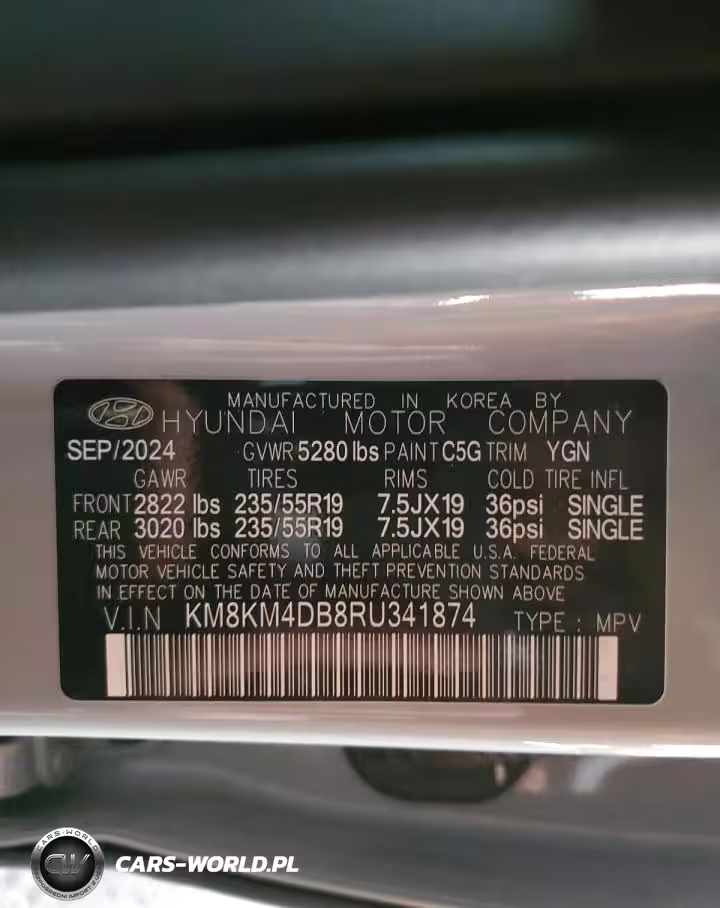 MANUFACTURED IN KOREA BY
HYUNDAI MOTOR COMPANY
SEP/2024 GVWR 5280 lbs PAINT C5G TRIM YGN
GAWR TIRES RIMS COLD TIRE INFL
FRONT 2822 lbs 235/55R19 7.5JX19 36psi SINGLE
REAR 3020 lbs 235/55R19 7.5JX19 36psi SINGLE
THIS VEHICLE CONFORMS TO ALL APPLICABLE U.S.A. FEDERAL
MOTOR VEHICLE SAFETY AND THEFT PREVENTION STANDARDS
IN EFFECT ON THE DATE OF MANUFACTURE SHOWN ABOVE
V.I.N KM8KM4DB8RU341874 TYPE : MPV
CARS-WORLD
CW
CARS-WORLD.PL